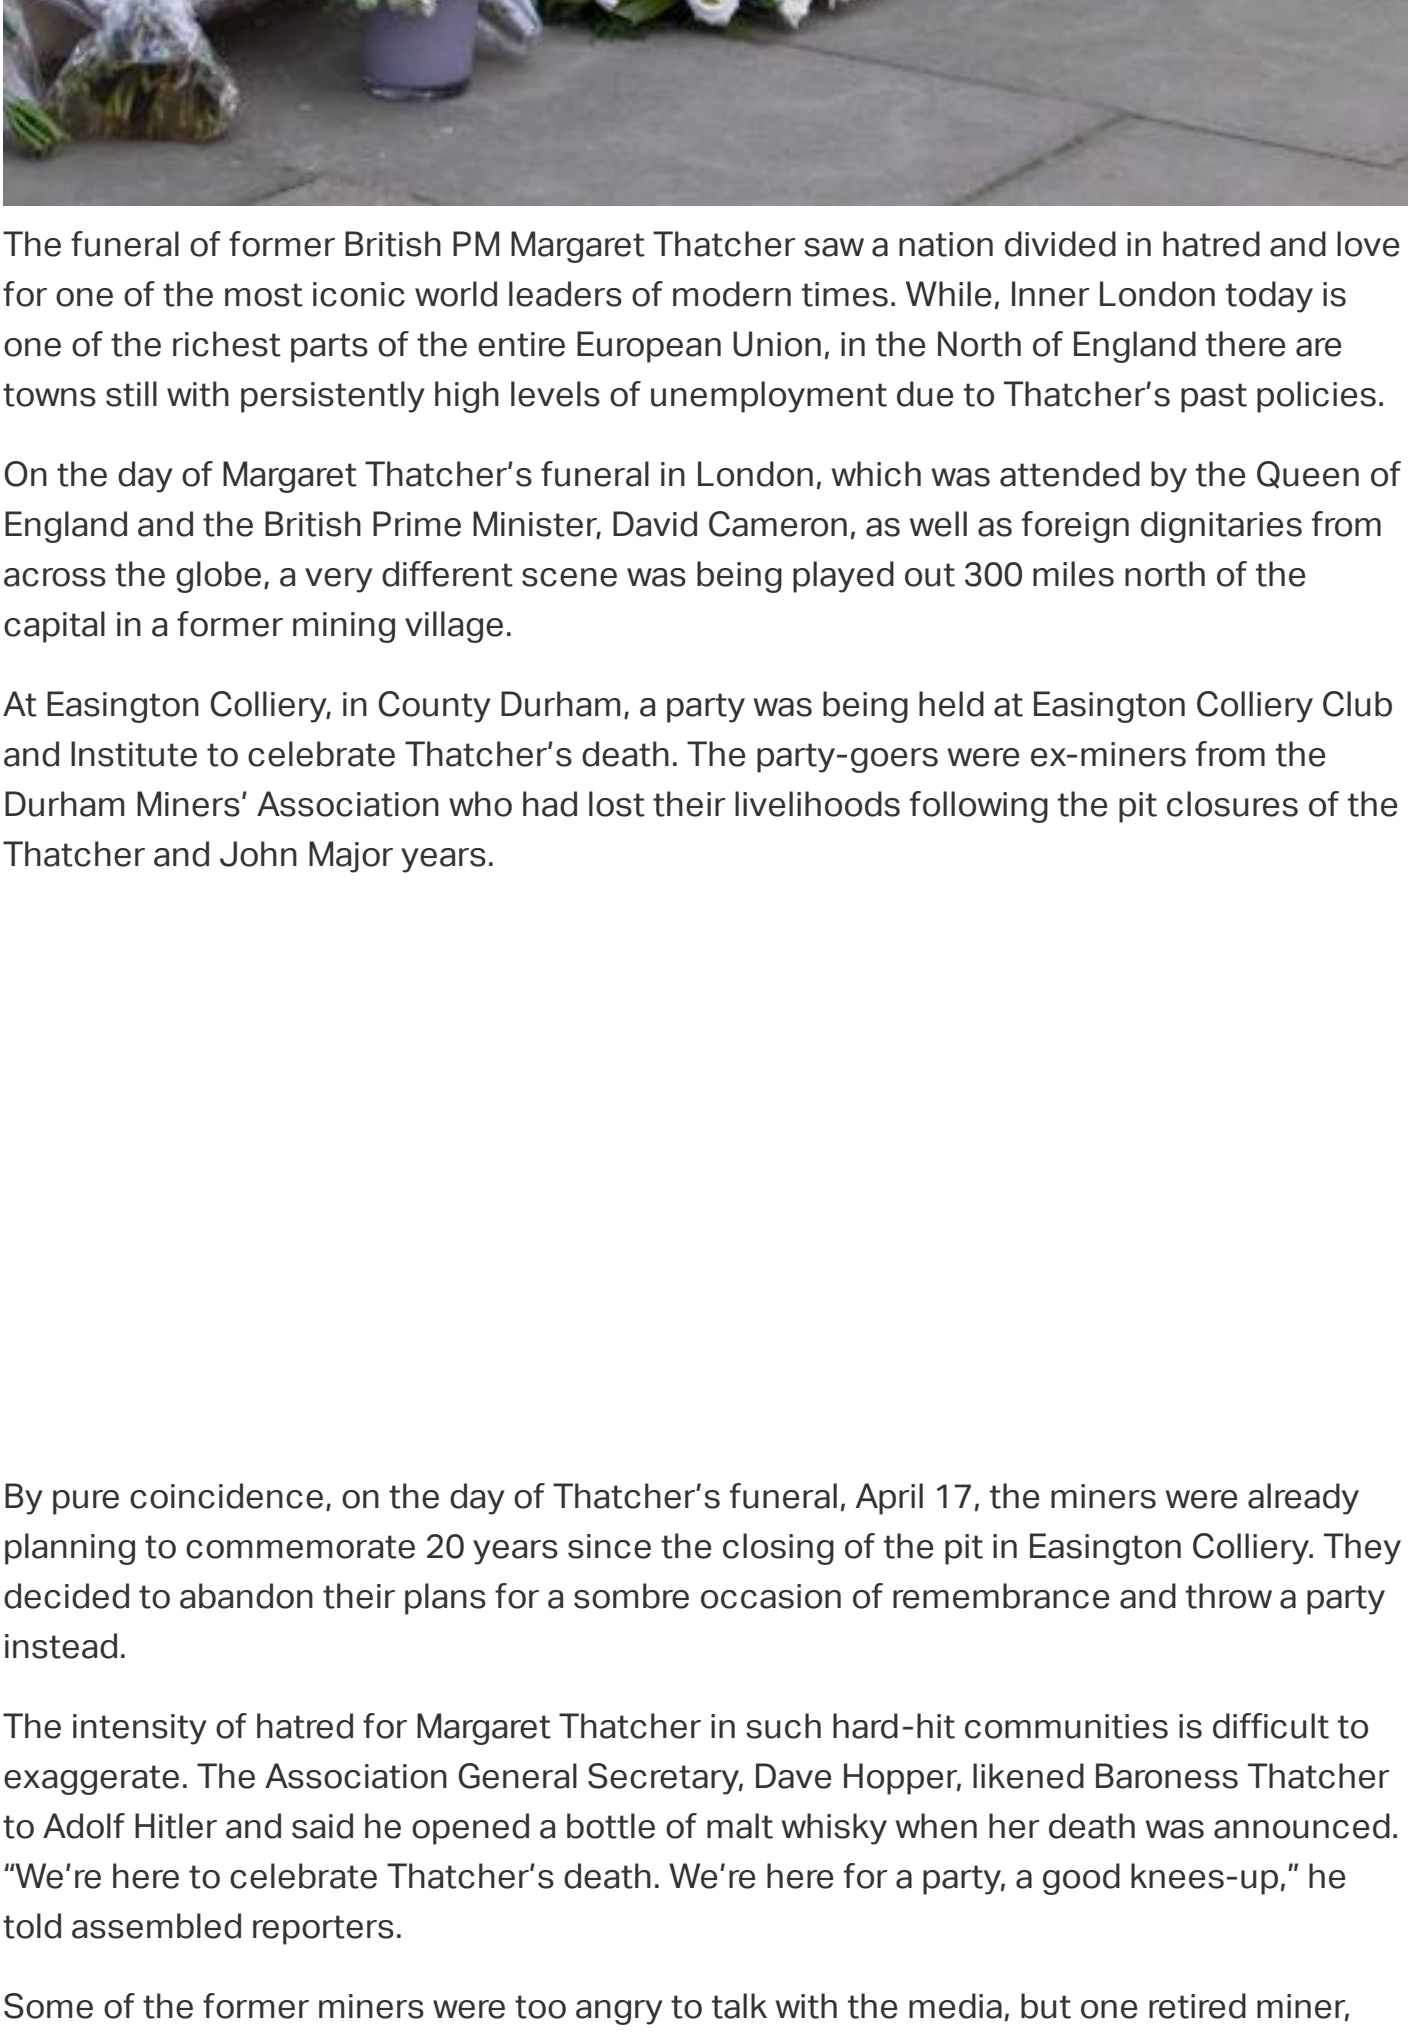 The funeral of former British PM Margaret Thatcher saw a nation divided in hatred and love
for one of the most iconic world leaders of modern times. While, Inner London today is
one of the richest parts of the entire European Union, in the North of England there are
towns still with persistently high levels of unemployment due to Thatcher’s past policies.
On the day of Margaret Thatcher’s funeral in London, which was attended by the Queen of
England and the British Prime Minister, David Cameron, as well as foreign dignitaries from
across the globe, a very different scene was being played out 300 miles north of the
capital in a former mining village.
At Easington Colliery, in County Durham, a party was being held at Easington Colliery Club
and Institute to celebrate Thatcher’s death. The party-goers were ex-miners from the
Durham Miners’ Association who had lost their livelihoods following the pit closures of the
Thatcher and John Major years.
By pure coincidence, on the day of Thatcher’s funeral, April 17, the miners were already
planning to commemorate 20 years since the closing of the pit in Easington Colliery. They
decided to abandon their plans for a sombre occasion of remembrance and throw a party
instead.
The intensity of hatred for Margaret Thatcher in such hard-hit communities is difficult to
exaggerate. The Association General Secretary, Dave Hopper, likened Baroness Thatcher
to Adolf Hitler and said he opened a bottle of malt whisky when her death was announced.
“We’re here to celebrate Thatcher’s death. We’re here for a party, a good knees-up,” he
told assembled reporters.
Some of the former miners were too angry to talk with the media, but one retired miner,